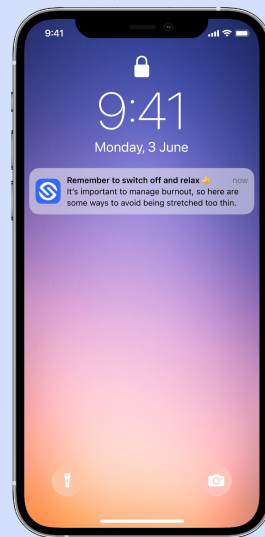 9:41
9:41
Monday, 3 June
Remember to switch off and relax 👍 now
It's important to manage burnout, so here are
some ways to avoid being stretched too thin.